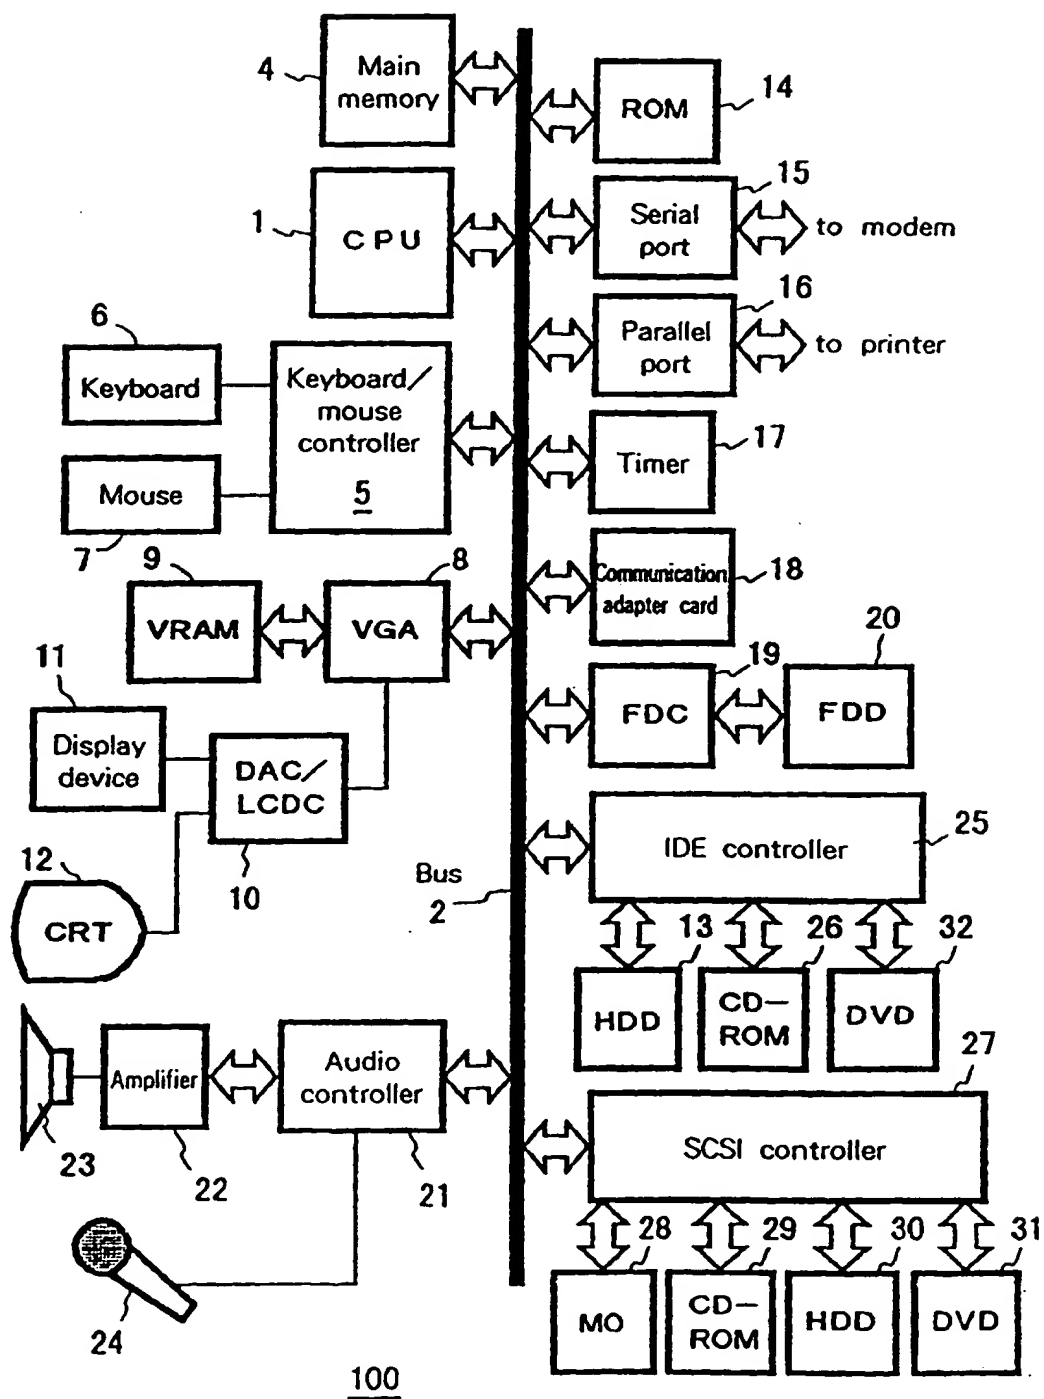 4
Main
memory
ROM
14
1
CPU
15
Serial
port
to modem
16
Parallel
port
to printer
6
Keyboard
Keyboard/
mouse
controller
5
Mouse
7
Timer
17
9
VRAM
8
VGA
Communication
adapter card
18
11
Display
device
DAC/
LCDC
10
19
FDC
20
FDD
12
CRT
Bus
2
IDE controller
25
13
HDD
26
CD-
ROM
32
DVD
23
Amplifier
22
Audio
controller
21
27
SCSI controller
24
28
MO
29
CD-
ROM
30
HDD
31
DVD
100